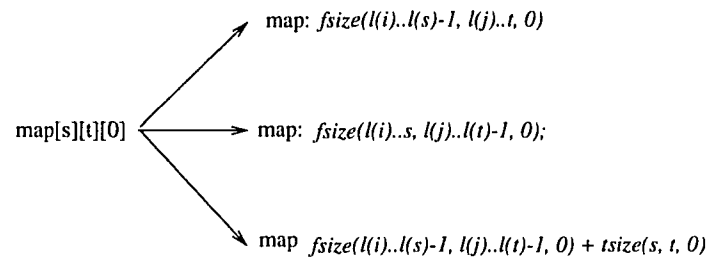 map: fsize(l(i)..l(s)-1, l(j)..t, 0)
map[s][t][0]
map: fsize(l(i)..s, l(j)..l(t)-1, 0);
map fsize(l(i)..l(s)-1, l(j)..l(t)-1, 0) + tsize(s, t, 0)